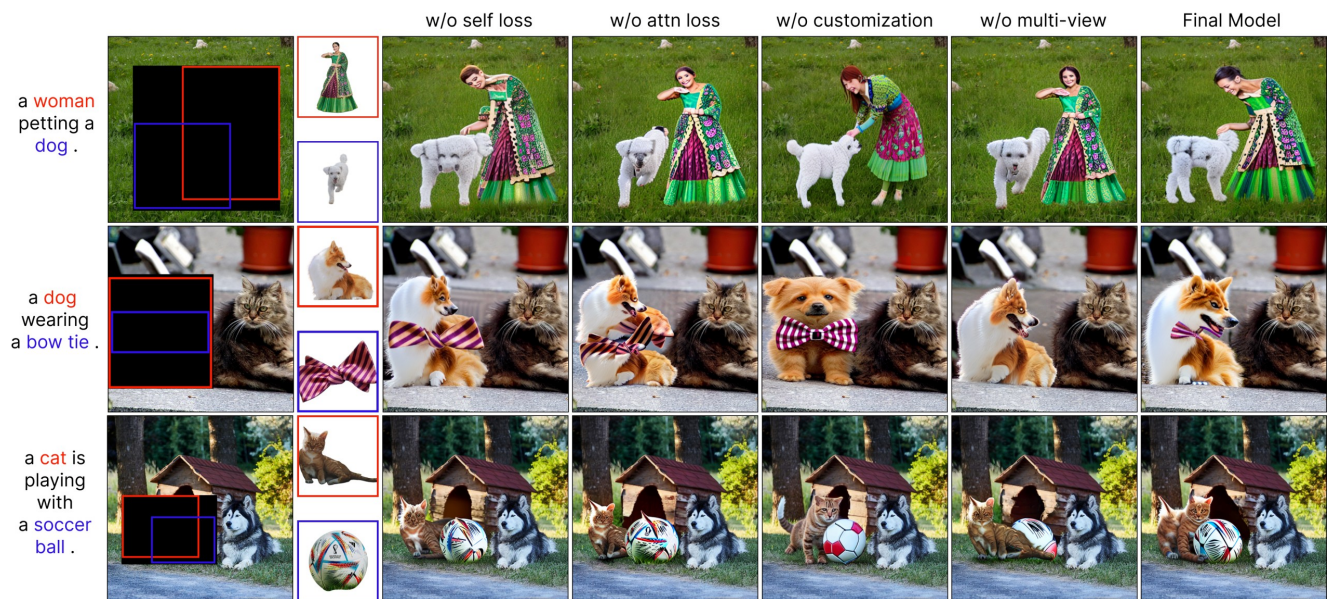 w/o self loss
w/o attn loss
w/o customization
w/o multi-view
Final Model
a woman
petting a
dog .
a dog
wearing
a bow tie .
a cat is
playing
with
a soccer
ball .